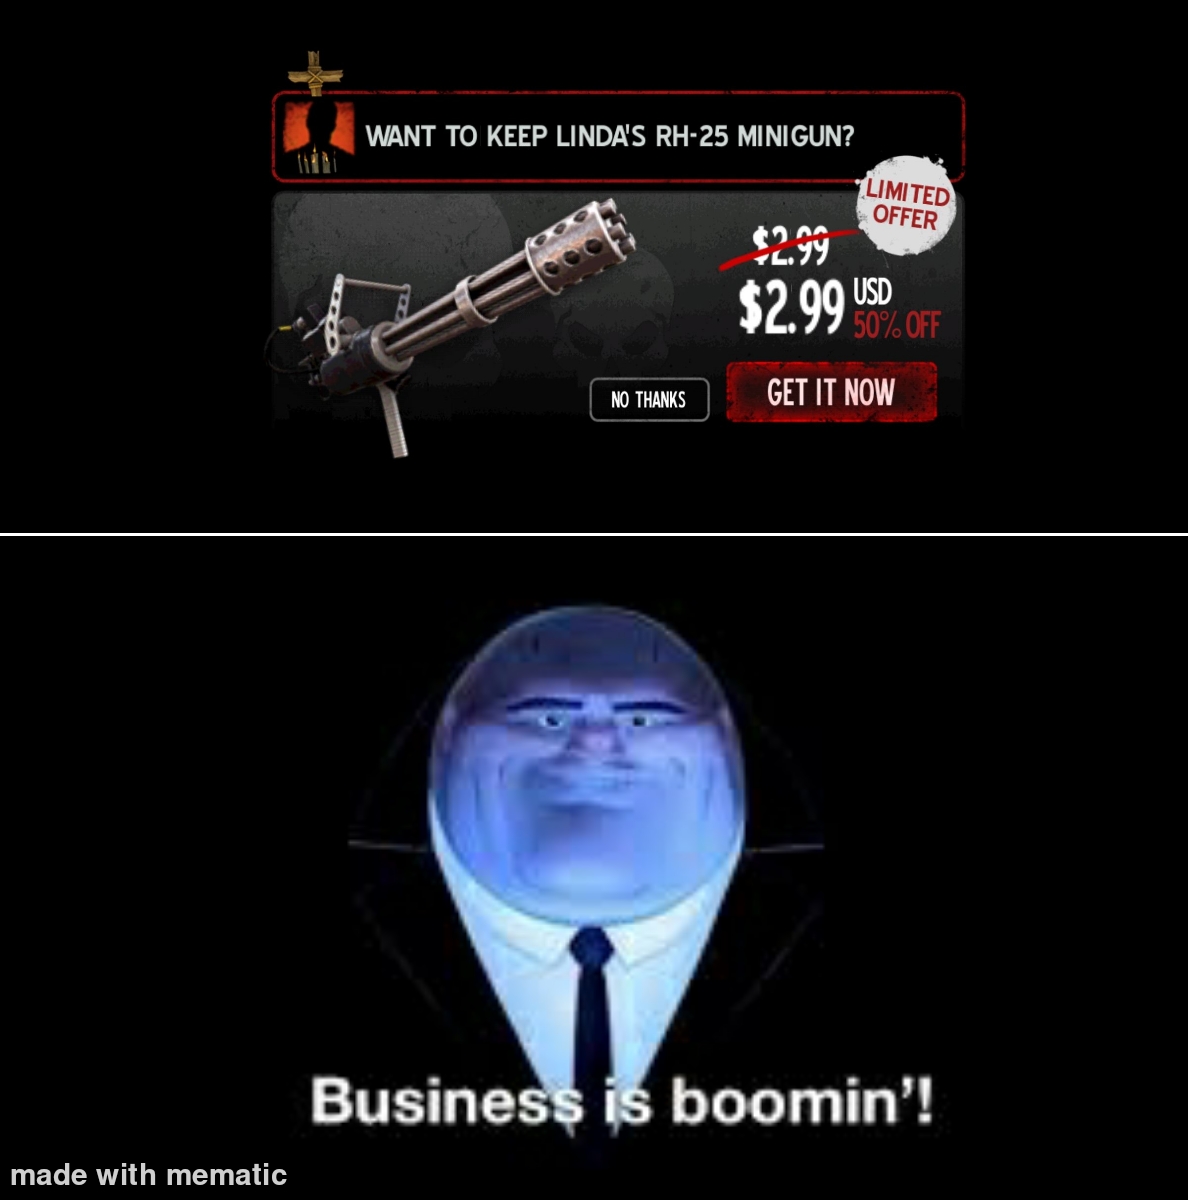 WANT TO KEEP LINDA'S RH-25 MINIGUN?
LIMITED
OFFER
$2.99
$2.99 USD
50% OFF
NO THANKS
GET IT NOW
Business is boomin'!
made with mematic